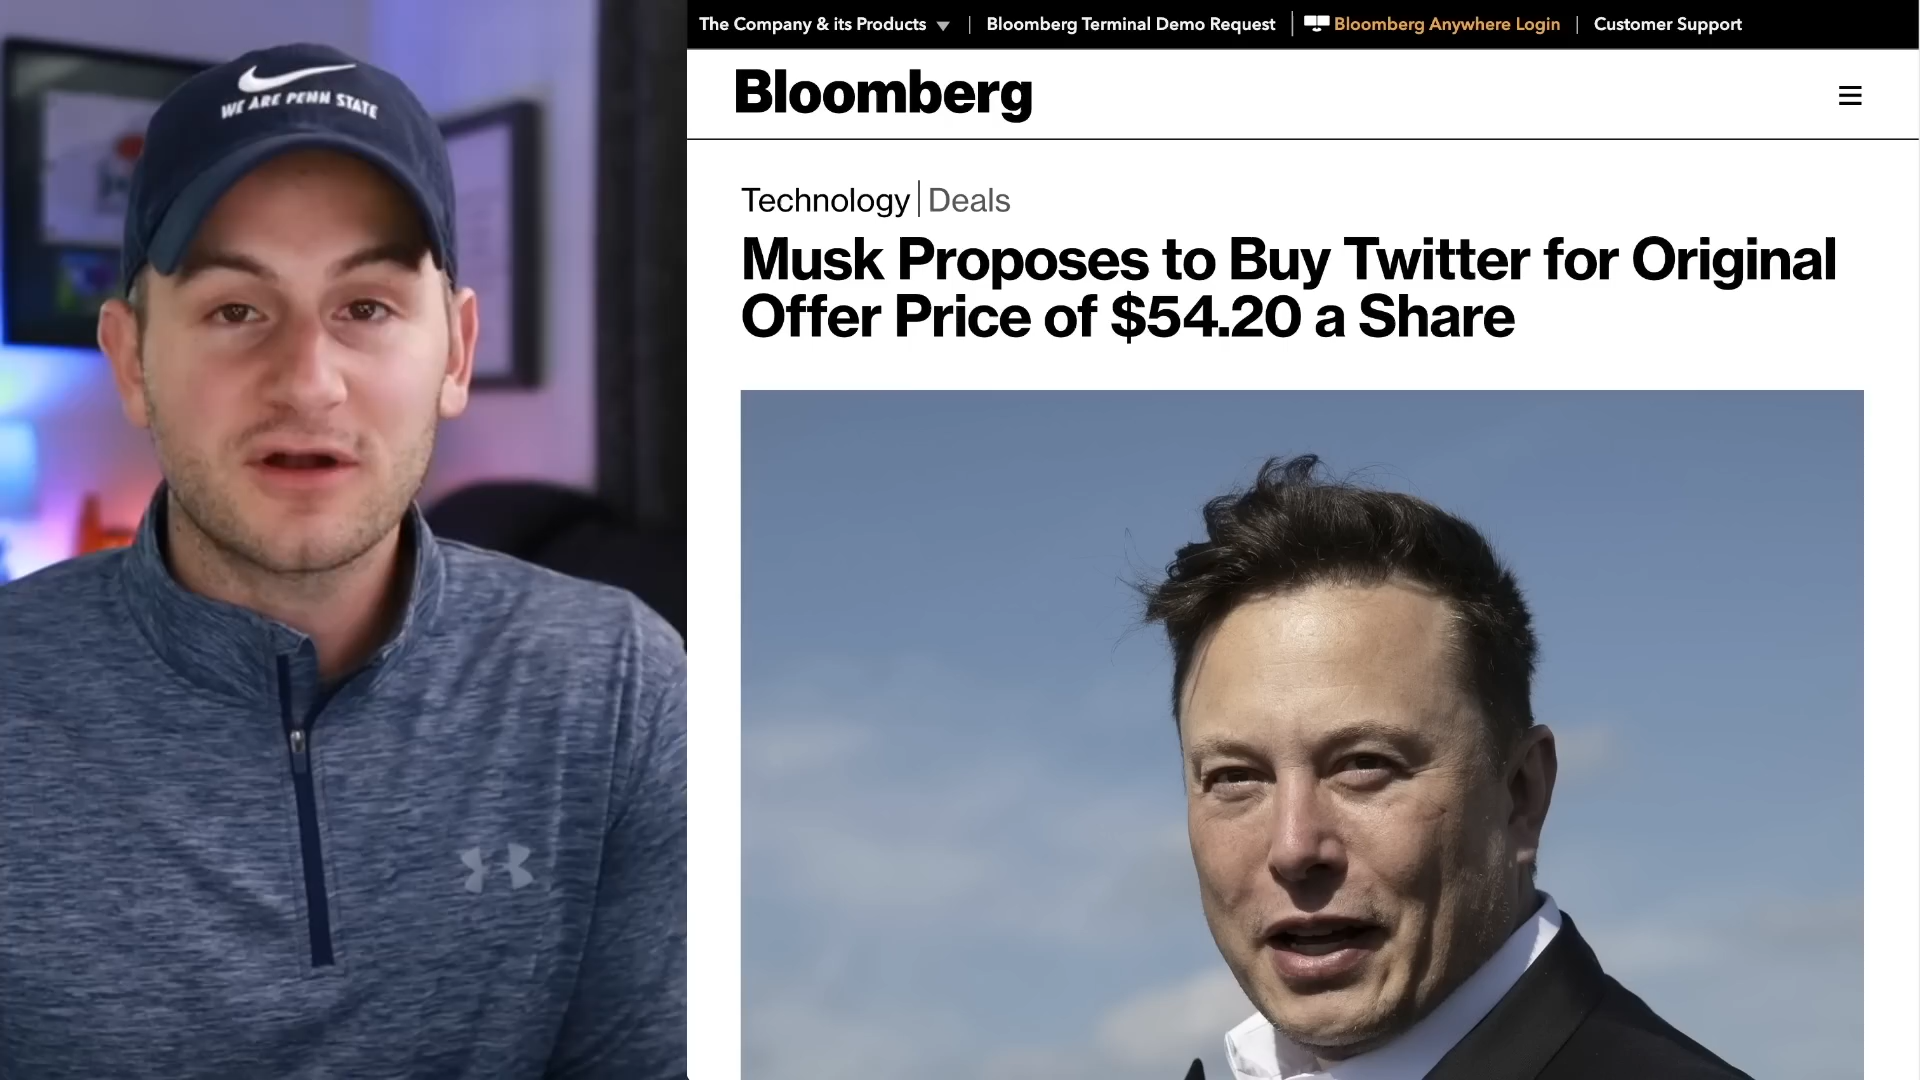 WE ARE PENN STATE
The Company & its Products
Bloomberg Terminal Demo Request
Bloomberg Anywhere Login
Customer Support
Bloomberg
Technology
Deals
Musk Proposes to Buy Twitter for Original
Offer Price of $54.20 a Share